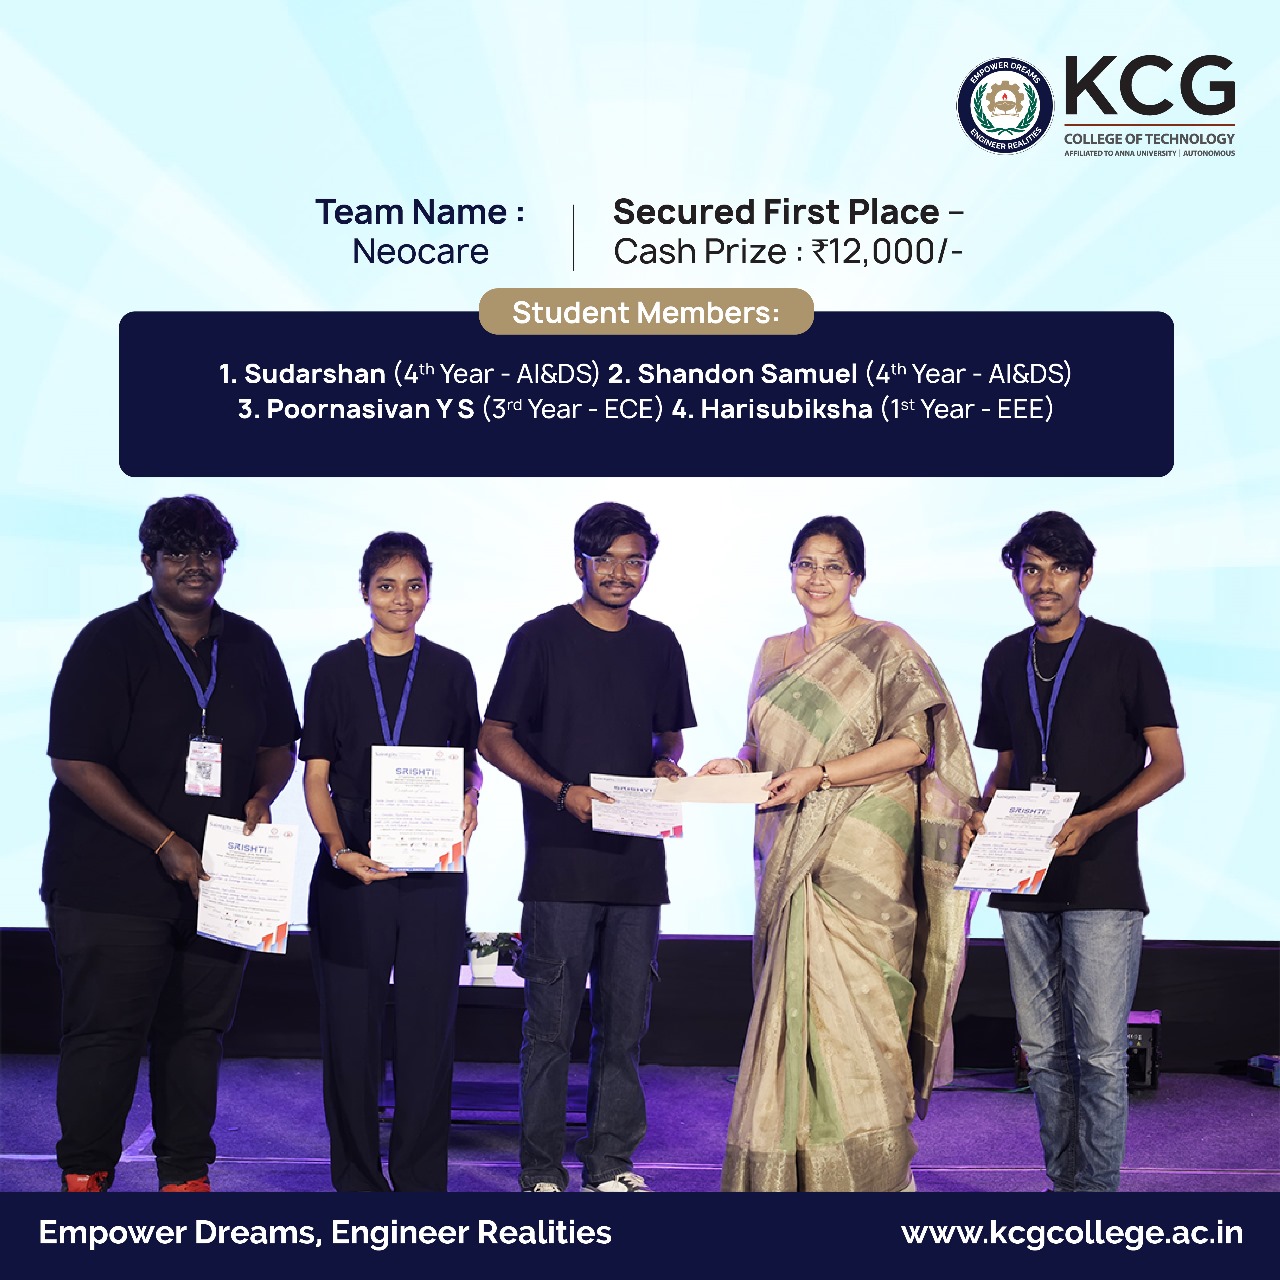 EMPOWER DREAMS
ENGINEER REALITIES
KCG
COLLEGE OF TECHNOLOGY
AFFILIATED TO ANNA UNIVERSITY | AUTONOMOUS
Team Name :
Neocare
Secured First Place –
Cash Prize : ₹12,000/-
Student Members:
1. Sudarshan (4th Year - AI&DS) 2. Shandon Samuel (4th Year - AI&DS)
3. Poornasivan Y S (3rd Year - ECE) 4. Harisubiksha (1st Year - EEE)
SRISHTI
SRISHTI
SRISHTI
SRISHTI
Empower Dreams, Engineer Realities
www.kcgcollege.ac.in